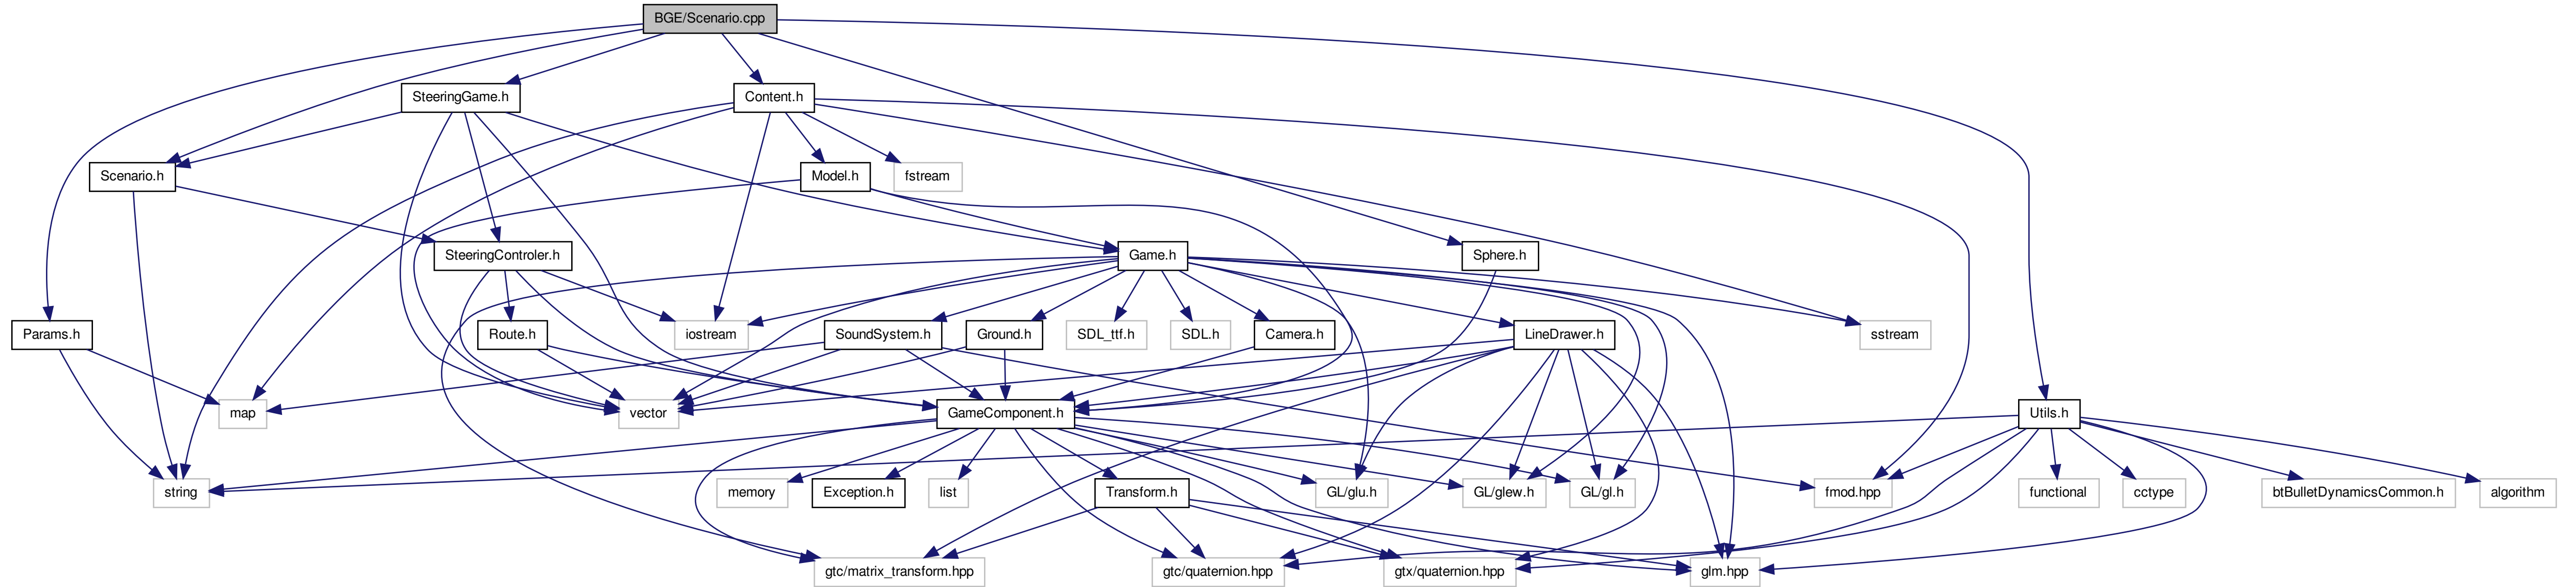 BGE/Scenario.cpp
SteeringGame.h
Content.h
Scenario.h
Model.h
fstream
SteeringControler.h
Game.h
Sphere.h
Params.h
Route.h
iostream
SoundSystem.h
Ground.h
SDL_ttf.h
SDL.h
Camera.h
LineDrawer.h
sstream
map
vector
GameComponent.h
Utils.h
string
memory
Exception.h
list
Transform.h
GL/glu.h
GL/glew.h
GL/gl.h
fmod.hpp
functional
cctype
btBulletDynamicsCommon.h
algorithm
gtc/matrix_transform.hpp
gtc/quaternion.hpp
gtx/quaternion.hpp
glm.hpp